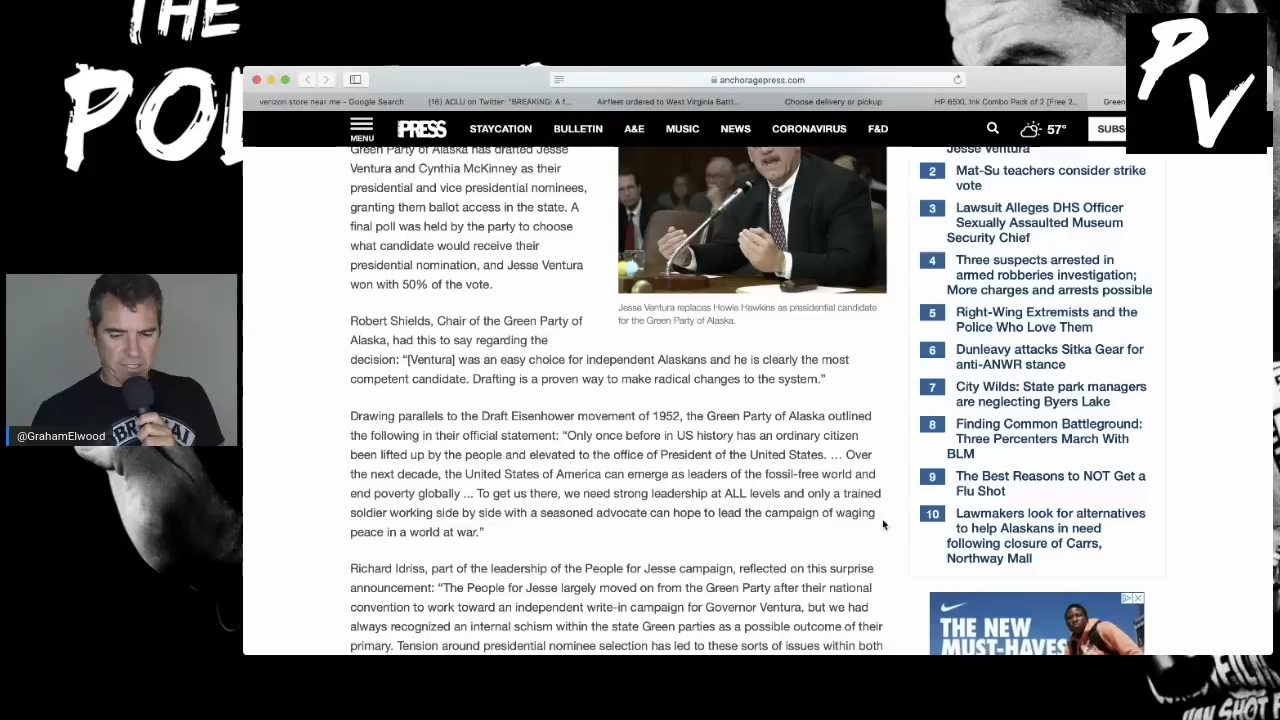 THE
PO
PV
anchoragepress.com
verizon store near me - Google Search
(16) ACLU on Twitter: "BREAKING: A f...
Airfleet ordered to West Virginia Battl...
Choose delivery or pickup
HP 65XL Ink Combo Pack of 2 [Free 2...
Green
MENU
PRESS
STAYCATION
BULLETIN
A&E
MUSIC
NEWS
CORONAVIRUS
F&D
57°
SUBS
Green Party of Alaska has drafted Jesse
Ventura and Cynthia McKinney as their
presidential and vice presidential nominees,
granting them ballot access in the state. A
final poll was held by the party to choose
what candidate would receive their
presidential nomination, and Jesse Ventura
won with 50% of the vote.
Jesse Ventura replaces Howie Hawkins as presidential candidate
for the Green Party of Alaska.
Robert Shields, Chair of the Green Party of
Alaska, had this to say regarding the
decision: “[Ventura] was an easy choice for independent Alaskans and he is clearly the most
competent candidate. Drafting is a proven way to make radical changes to the system.”
Drawing parallels to the Draft Eisenhower movement of 1952, the Green Party of Alaska outlined
the following in their official statement: “Only once before in US history has an ordinary citizen
been lifted up by the people and elevated to the office of President of the United States. … Over
the next decade, the United States of America can emerge as leaders of the fossil-free world and
end poverty globally ... To get us there, we need strong leadership at ALL levels and only a trained
soldier working side by side with a seasoned advocate can hope to lead the campaign of waging
peace in a world at war.”
Richard Idriss, part of the leadership of the People for Jesse campaign, reflected on this surprise
announcement: “The People for Jesse largely moved on from the Green Party after their national
convention to work toward an independent write-in campaign for Governor Ventura, but we had
always recognized an internal schism within the state Green parties as a possible outcome of their
primary. Tension around presidential nominee selection has led to these sorts of issues within both
Jesse Ventura
2 Mat-Su teachers consider strike
vote
3 Lawsuit Alleges DHS Officer
Sexually Assaulted Museum
Security Chief
4 Three suspects arrested in
armed robberies investigation;
More charges and arrests possible
5 Right-Wing Extremists and the
Police Who Love Them
6 Dunleavy attacks Sitka Gear for
anti-ANWR stance
7 City Wilds: State park managers
are neglecting Byers Lake
8 Finding Common Battleground:
Three Percenters March With
BLM
9 The Best Reasons to NOT Get a
Flu Shot
10 Lawmakers look for alternatives
to help Alaskans in need
following closure of Carrs,
Northway Mall
THE NEW
MUST-HAVES
@GrahamElwood